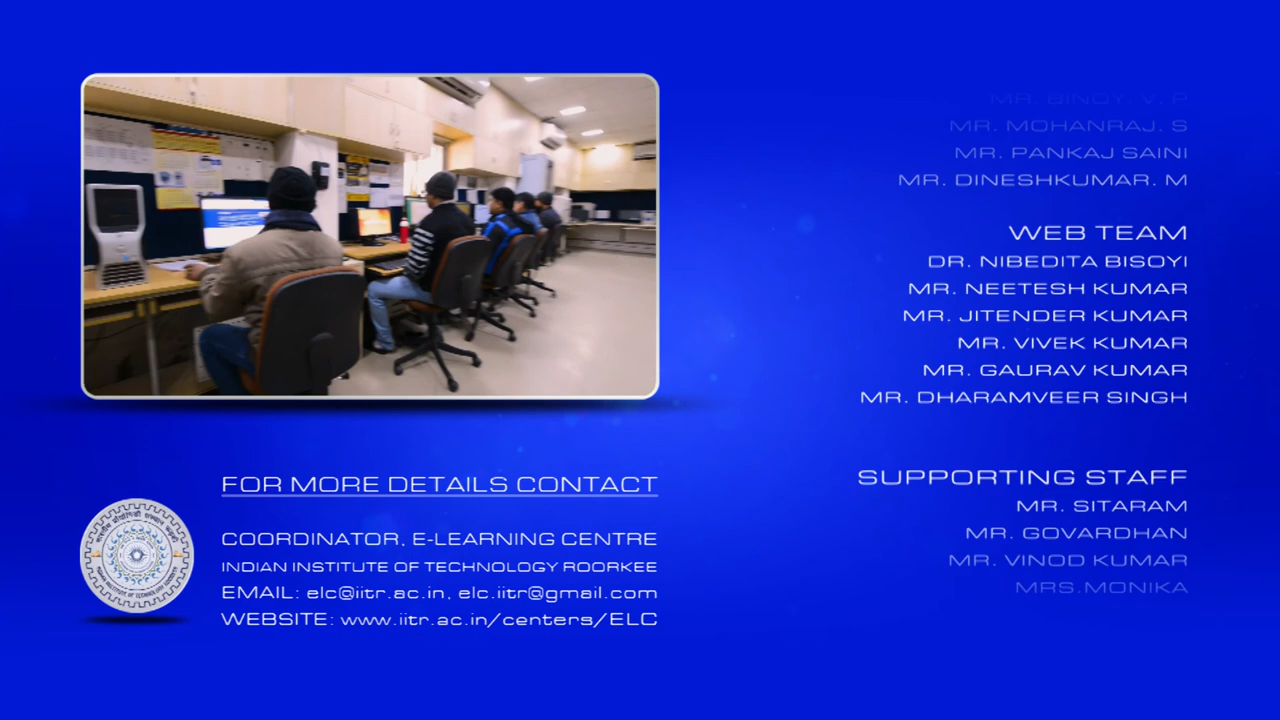 MR. BINOY. V. P
MR. MOHANRAJ. S
MR. PANKAJ SAINI
MR. DINESHKUMAR. M
WEB TEAM
DR. NIBEDITA BISOYI
MR. NEETESH KUMAR
MR. JITENDER KUMAR
MR. VIVEK KUMAR
MR. GAURAV KUMAR
MR. DHARAMVEER SINGH
SUPPORTING STAFF
MR. SITARAM
MR. GOVARDHAN
MR. VINOD KUMAR
MRS.MONIKA
FOR MORE DETAILS CONTACT
COORDINATOR, E-LEARNING CENTRE
INDIAN INSTITUTE OF TECHNOLOGY ROORKEE
EMAIL: elc@iitr.ac.in, elc.iitr@gmail.com
WEBSITE: www.iitr.ac.in/centers/ELC